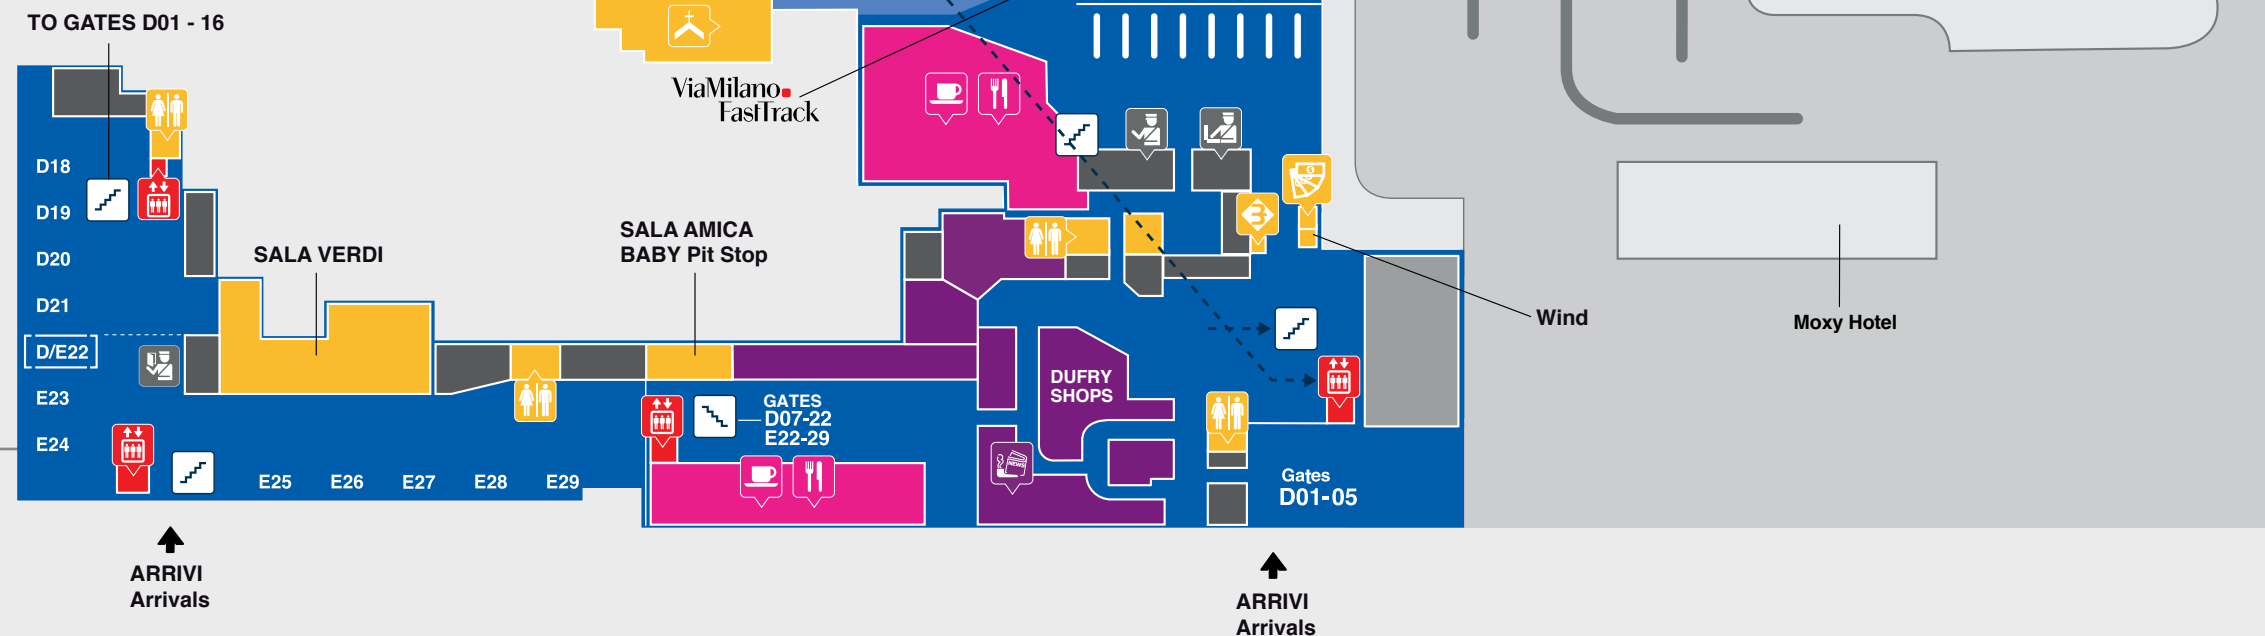 TO GATES D01 - 16
D18
D19
D20
D21
D/E22
E23
E24
E25
E26
E27
E28
E29
SALA VERDI
SALA AMICA
BABY Pit Stop
ViaMilano
FastTrack
GATES
D07-22
E22-29
DUFRY
SHOPS
NEWS
3
Gates
D01-05
Wind
Moxy Hotel
ARRIVI
Arrivals
ARRIVI
Arrivals